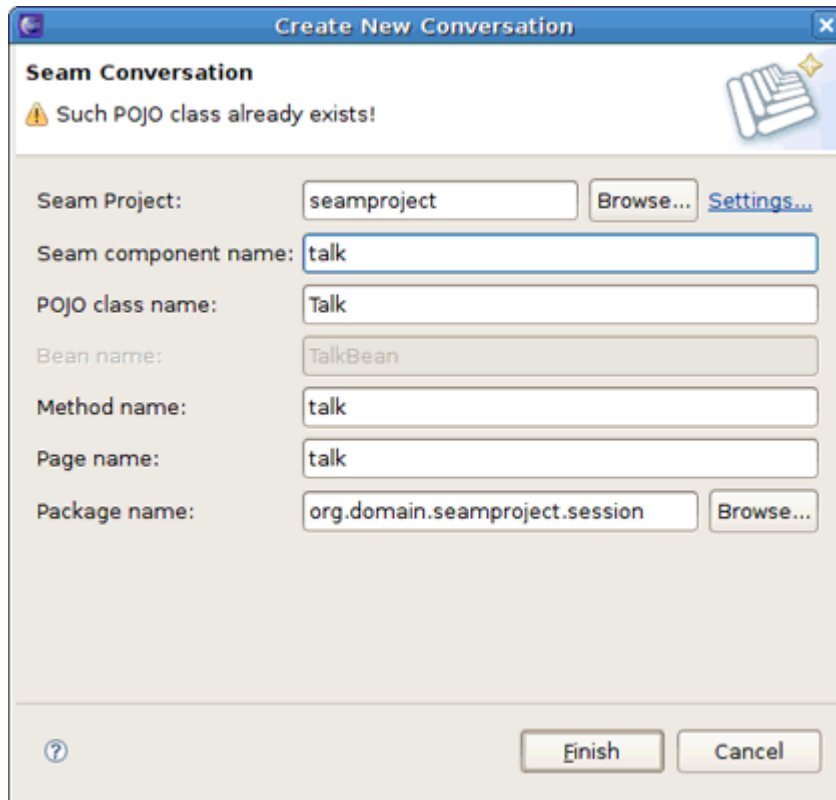 Create New Conversation
Seam Conversation
Such POJO class already exists!
Seam Project: seamproject Browse... Settings...
Seam component name: talk
POJO class name: Talk
Bean name: TalkBean
Method name: talk
Page name: talk
Package name: org.domain.seamproject.session Browse...
Finish Cancel